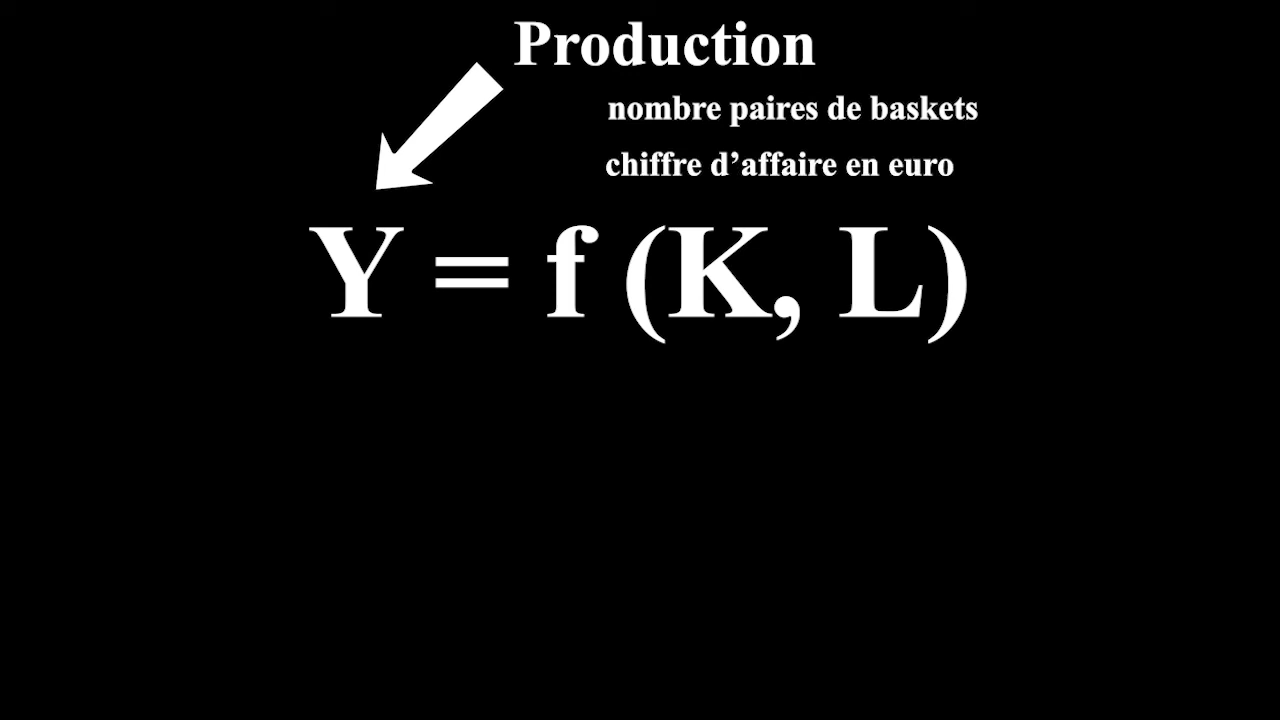 Production
nombre paires de baskets
chiffre d’affaire en euro
Y = f (K, L)